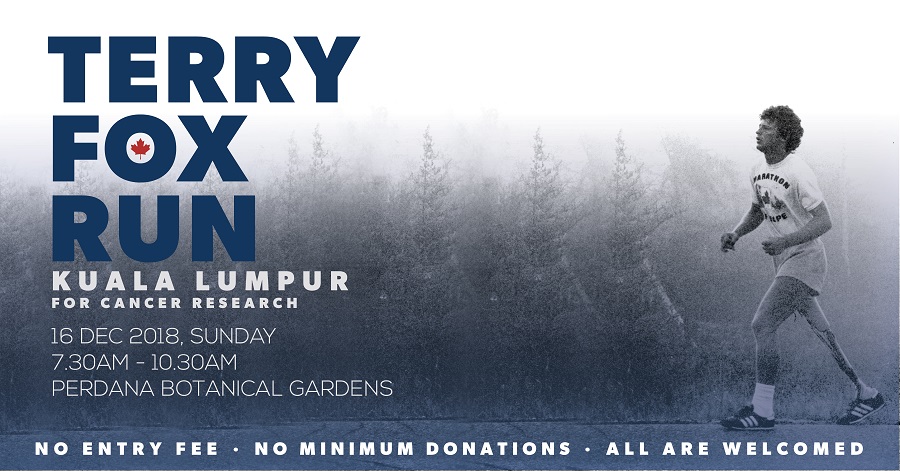 TERRY
FOX
RUN
KUALA LUMPUR
FOR CANCER RESEARCH
16 DEC 2018, SUNDAY
7.30AM - 10.30AM
PERDANA BOTANICAL GARDENS
MARATHON
NO ENTRY FEE · NO MINIMUM DONATIONS · ALL ARE WELCOMED